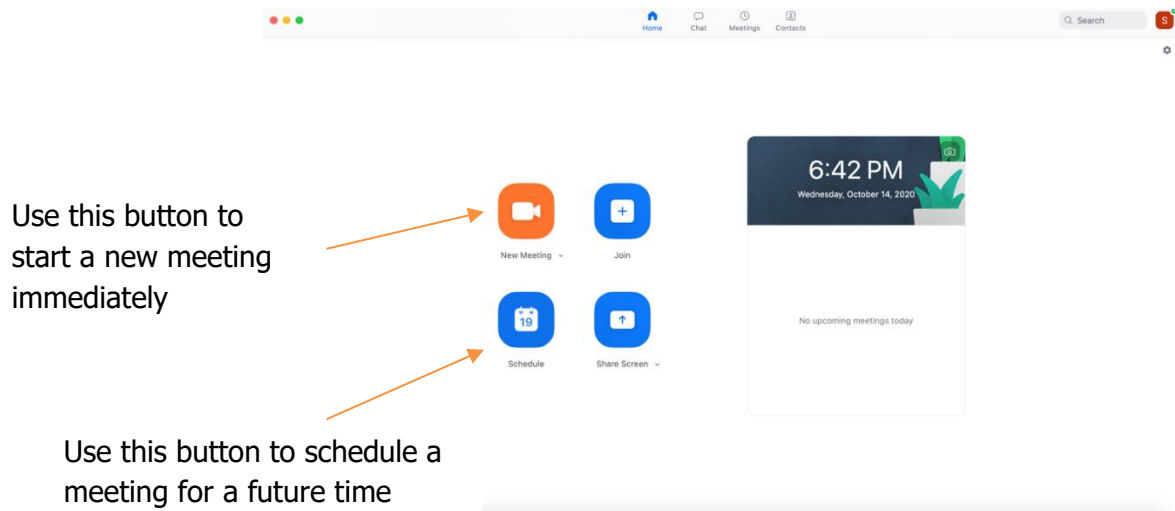 Home
Chat
Meetings
Contacts
Search
S
6:42 PM
Wednesday, October 14, 2020
Use this button to
start a new meeting
immediately
New Meeting
Join
19
No upcoming meetings today
Schedule
Share Screen
Use this button to schedule a
meeting for a future time